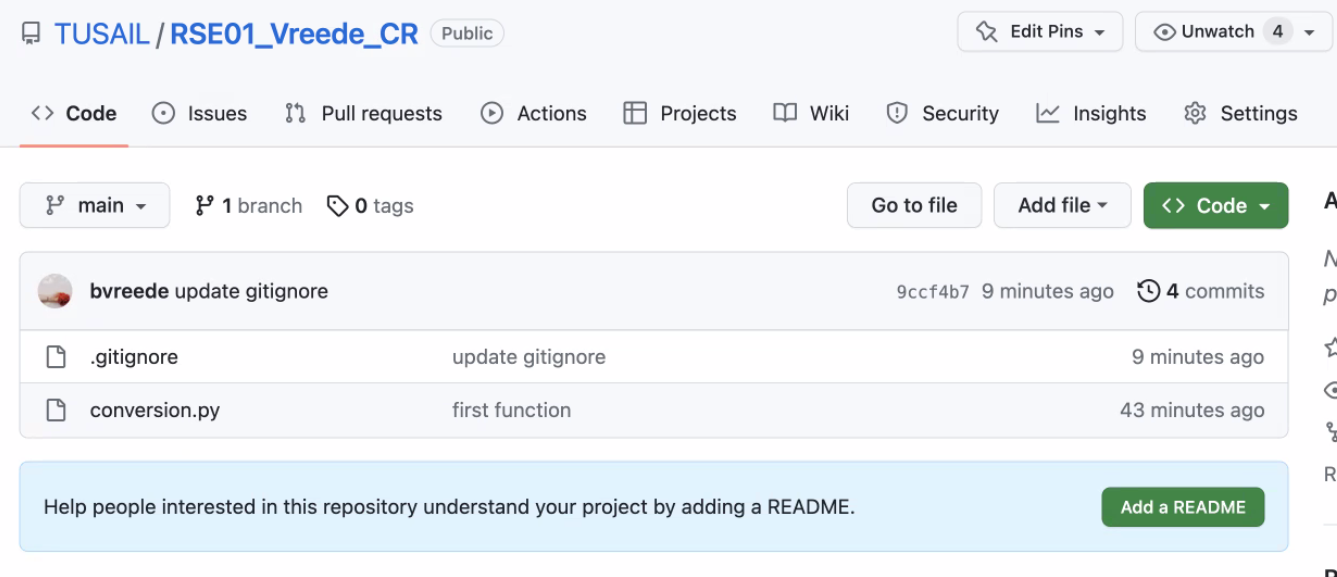 TUSAIL / RSE01_Vreede_CR Public Edit Pins Unwatch 4
Code Issues Pull requests Actions Projects Wiki Security Insights Settings
main 1 branch 0 tags Go to file Add file Code
bvreede update gitignore 9ccf4b7 9 minutes ago 4 commits
.gitignore update gitignore 9 minutes ago
conversion.py first function 43 minutes ago
Help people interested in this repository understand your project by adding a README. Add a README